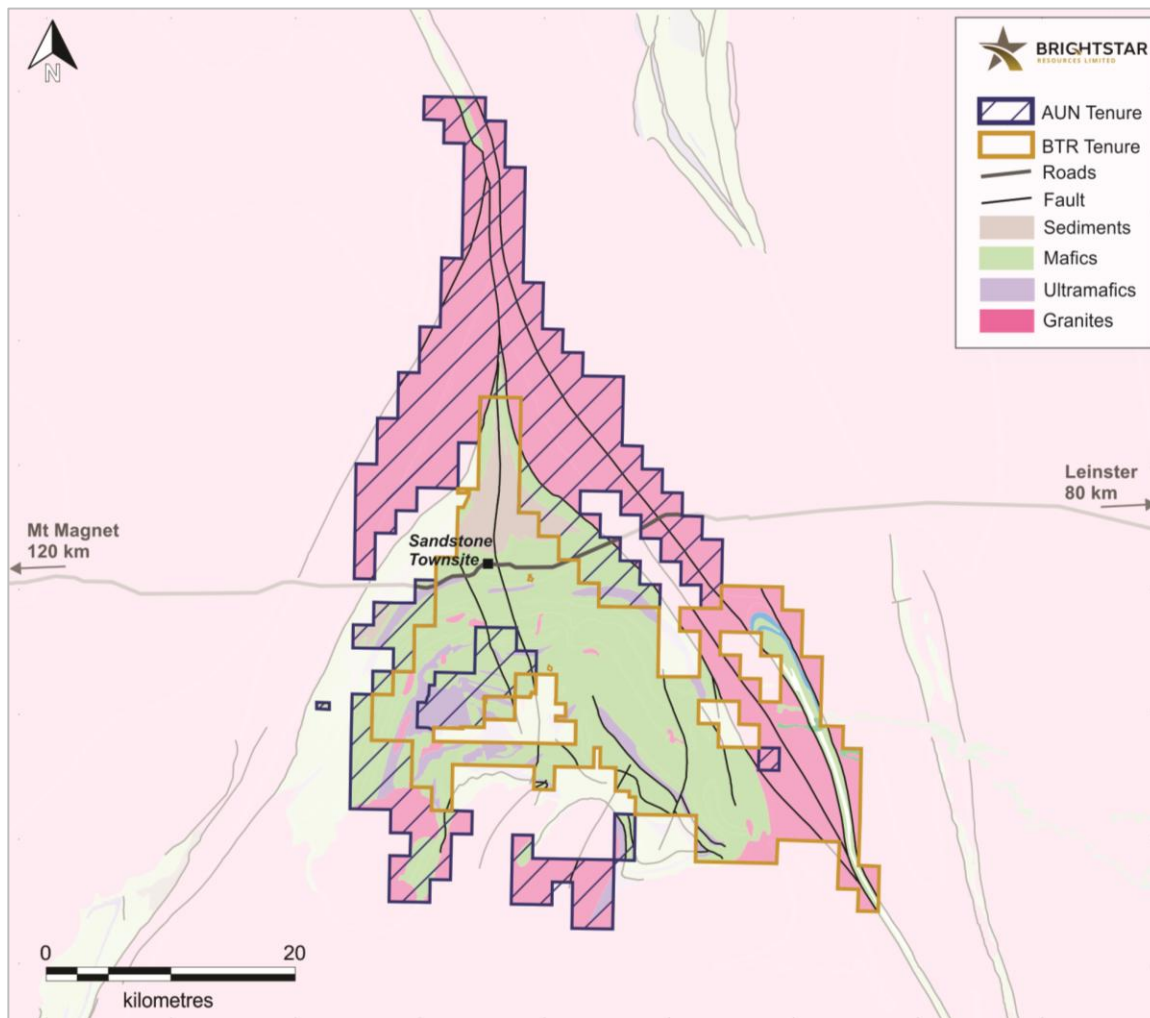 N
BRIGHTSTAR
RESOURCES LIMITED
AUN Tenure
BTR Tenure
Roads
Fault
Sediments
Mafics
Ultramafics
Granites
Leinster
80 km
Mt Magnet
120 km
Sandstone
Townsite
0 20
kilometres